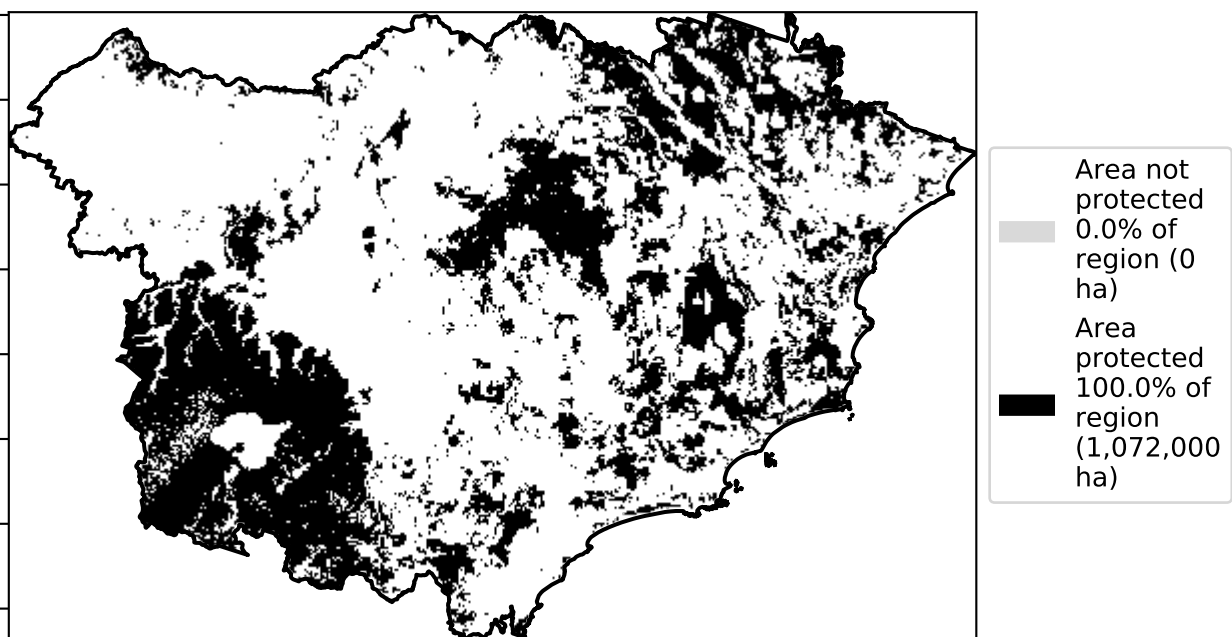 Area not
protected
0.0% of
region (0
ha)
Area
protected
100.0% of
region
(1,072,000
ha)